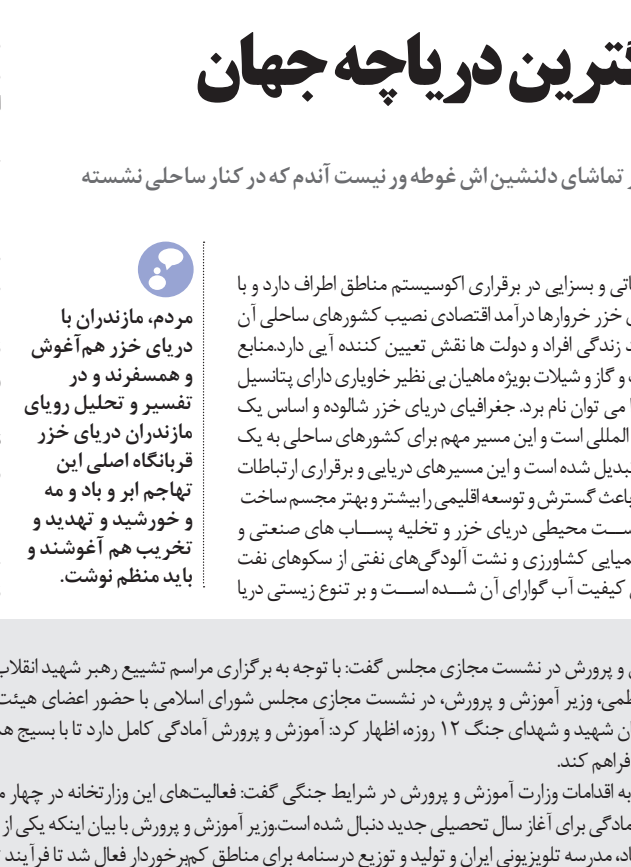 گترین دریاچه جهان
تماشای دلنشین اش غوطه ور نیست آندم که در کنار ساحلی نشسته
مردم، مازندران با
دریای خزر هم‌آغوش
و همسفرند و در
تفسیر و تحلیل رویای
مازندران دریای خزر
قربانگاه اصلی این
تهاجم ابر و باد و مه
و خورشید و تهدید و
تخریب هم آغوشند و
باید منظم نوشت.
اتی و بسزایی در برقراری اکوسیستم مناطق اطراف دارد و با
خزر خروارها درآمد اقتصادی نصیب کشورهای ساحلی آن
زندگی افراد و دولت ها نقش تعیین کننده آیی دارد.منابع
و گاز و شیلات بویژه ماهیان بی نظیر خاویاری دارای پتانسیل
می توان نام برد. جغرافیای دریای خزر شالوده و اساس یک
المللی است و این مسیر مهم برای کشورهای ساحلی به یک
تبدیل شده است و این مسیرهای دریایی و برقراری ارتباطات
باعث گسترش و توسعه اقلیمی را بیشتر و بهتر مجسم ساخت
ست محیطی دریای خزر و تخلیه پساب های صنعتی و
میایی کشاورزی و نشت آلودگی‌های نفتی از سکوهای نفت
کیفیت آب گوارای آن شده است و بر تنوع زیستی دریا
و پرورش در نشست مجازی مجلس گفت: با توجه به برگزاری مراسم تشییع رهبر شهید انقلاب
ظمی، وزیر آموزش و پرورش، در نشست مجازی مجلس شورای اسلامی با حضور اعضای هیئت
ان شهید و شهدای جنگ ۱۲ روزه، اظهار کرد: آموزش و پرورش آمادگی کامل دارد تا با بسیج
فراهم کند.
به اقدامات وزارت آموزش و پرورش در شرایط جنگی گفت: فعالیت‌های این وزارتخانه در چهار
مادگی برای آغاز سال تحصیلی جدید دنبال شده است.وزیر آموزش و پرورش با بیان اینکه یکی از
اد، مدرسه تلویزیونی ایران و تولید و توزیع درسنامه برای مناطق کم‌برخوردار فعال شد تا فرآیند